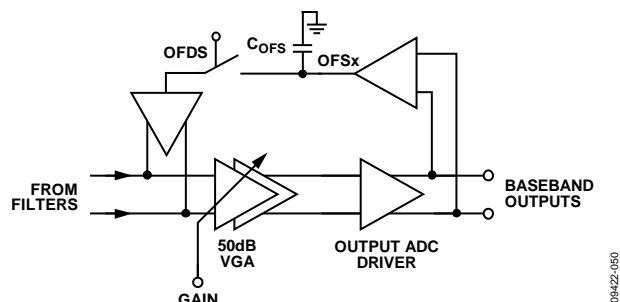 OFDS
COFS
OFSx
FROM
FILTERS
50dB
VGA
OUTPUT ADC
DRIVER
BASEBAND
OUTPUTS
GAIN
09422-050